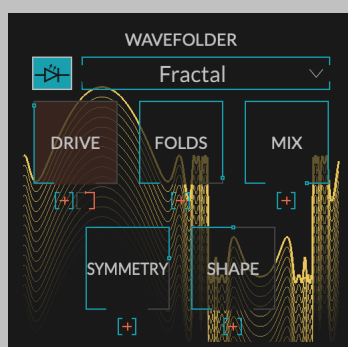 WAVEFOLDER
Fractal
DRIVE FOLDS MIX
[+] ] [+] [+]
SYMMETRY SHAPE
[+] [+]